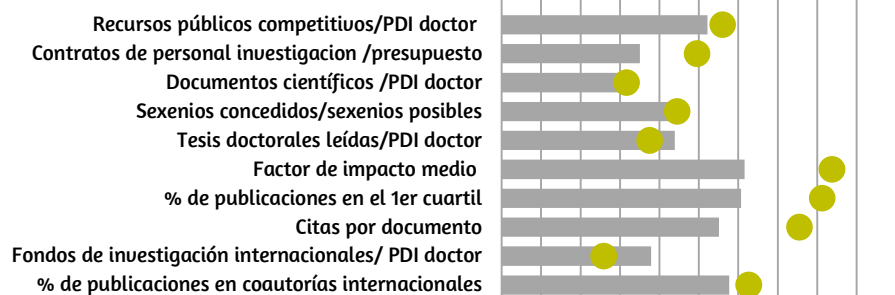 Recursos públicos competitivos/PDI doctor
Contratos de personal investigacion /presupuesto
Documentos científicos /PDI doctor
Sexenios concedidos/sexenios posibles
Tesis doctorales leídas/PDI doctor
Factor de impacto medio
% de publicaciones en el 1er cuartil
Citas por documento
Fondos de investigación internacionales/ PDI doctor
% de publicaciones en coautorías internacionales